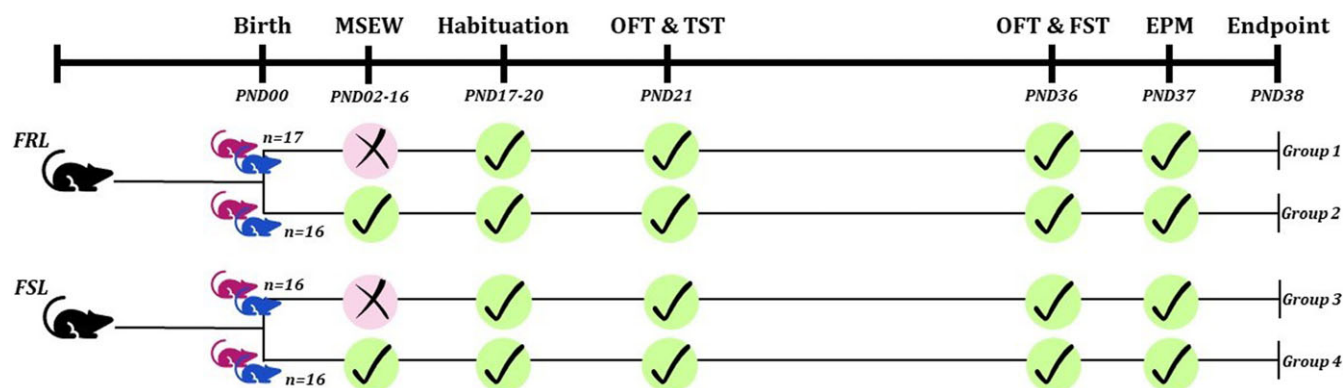 Birth MSEW Habituation OFT & TST OFT & FST EPM Endpoint
PND00 PND02-16 PND17-20 PND21 PND36 PND37 PND38
FRL
n=17
Group 1
n=16
Group 2
FSL
n=16
Group 3
n=16
Group 4